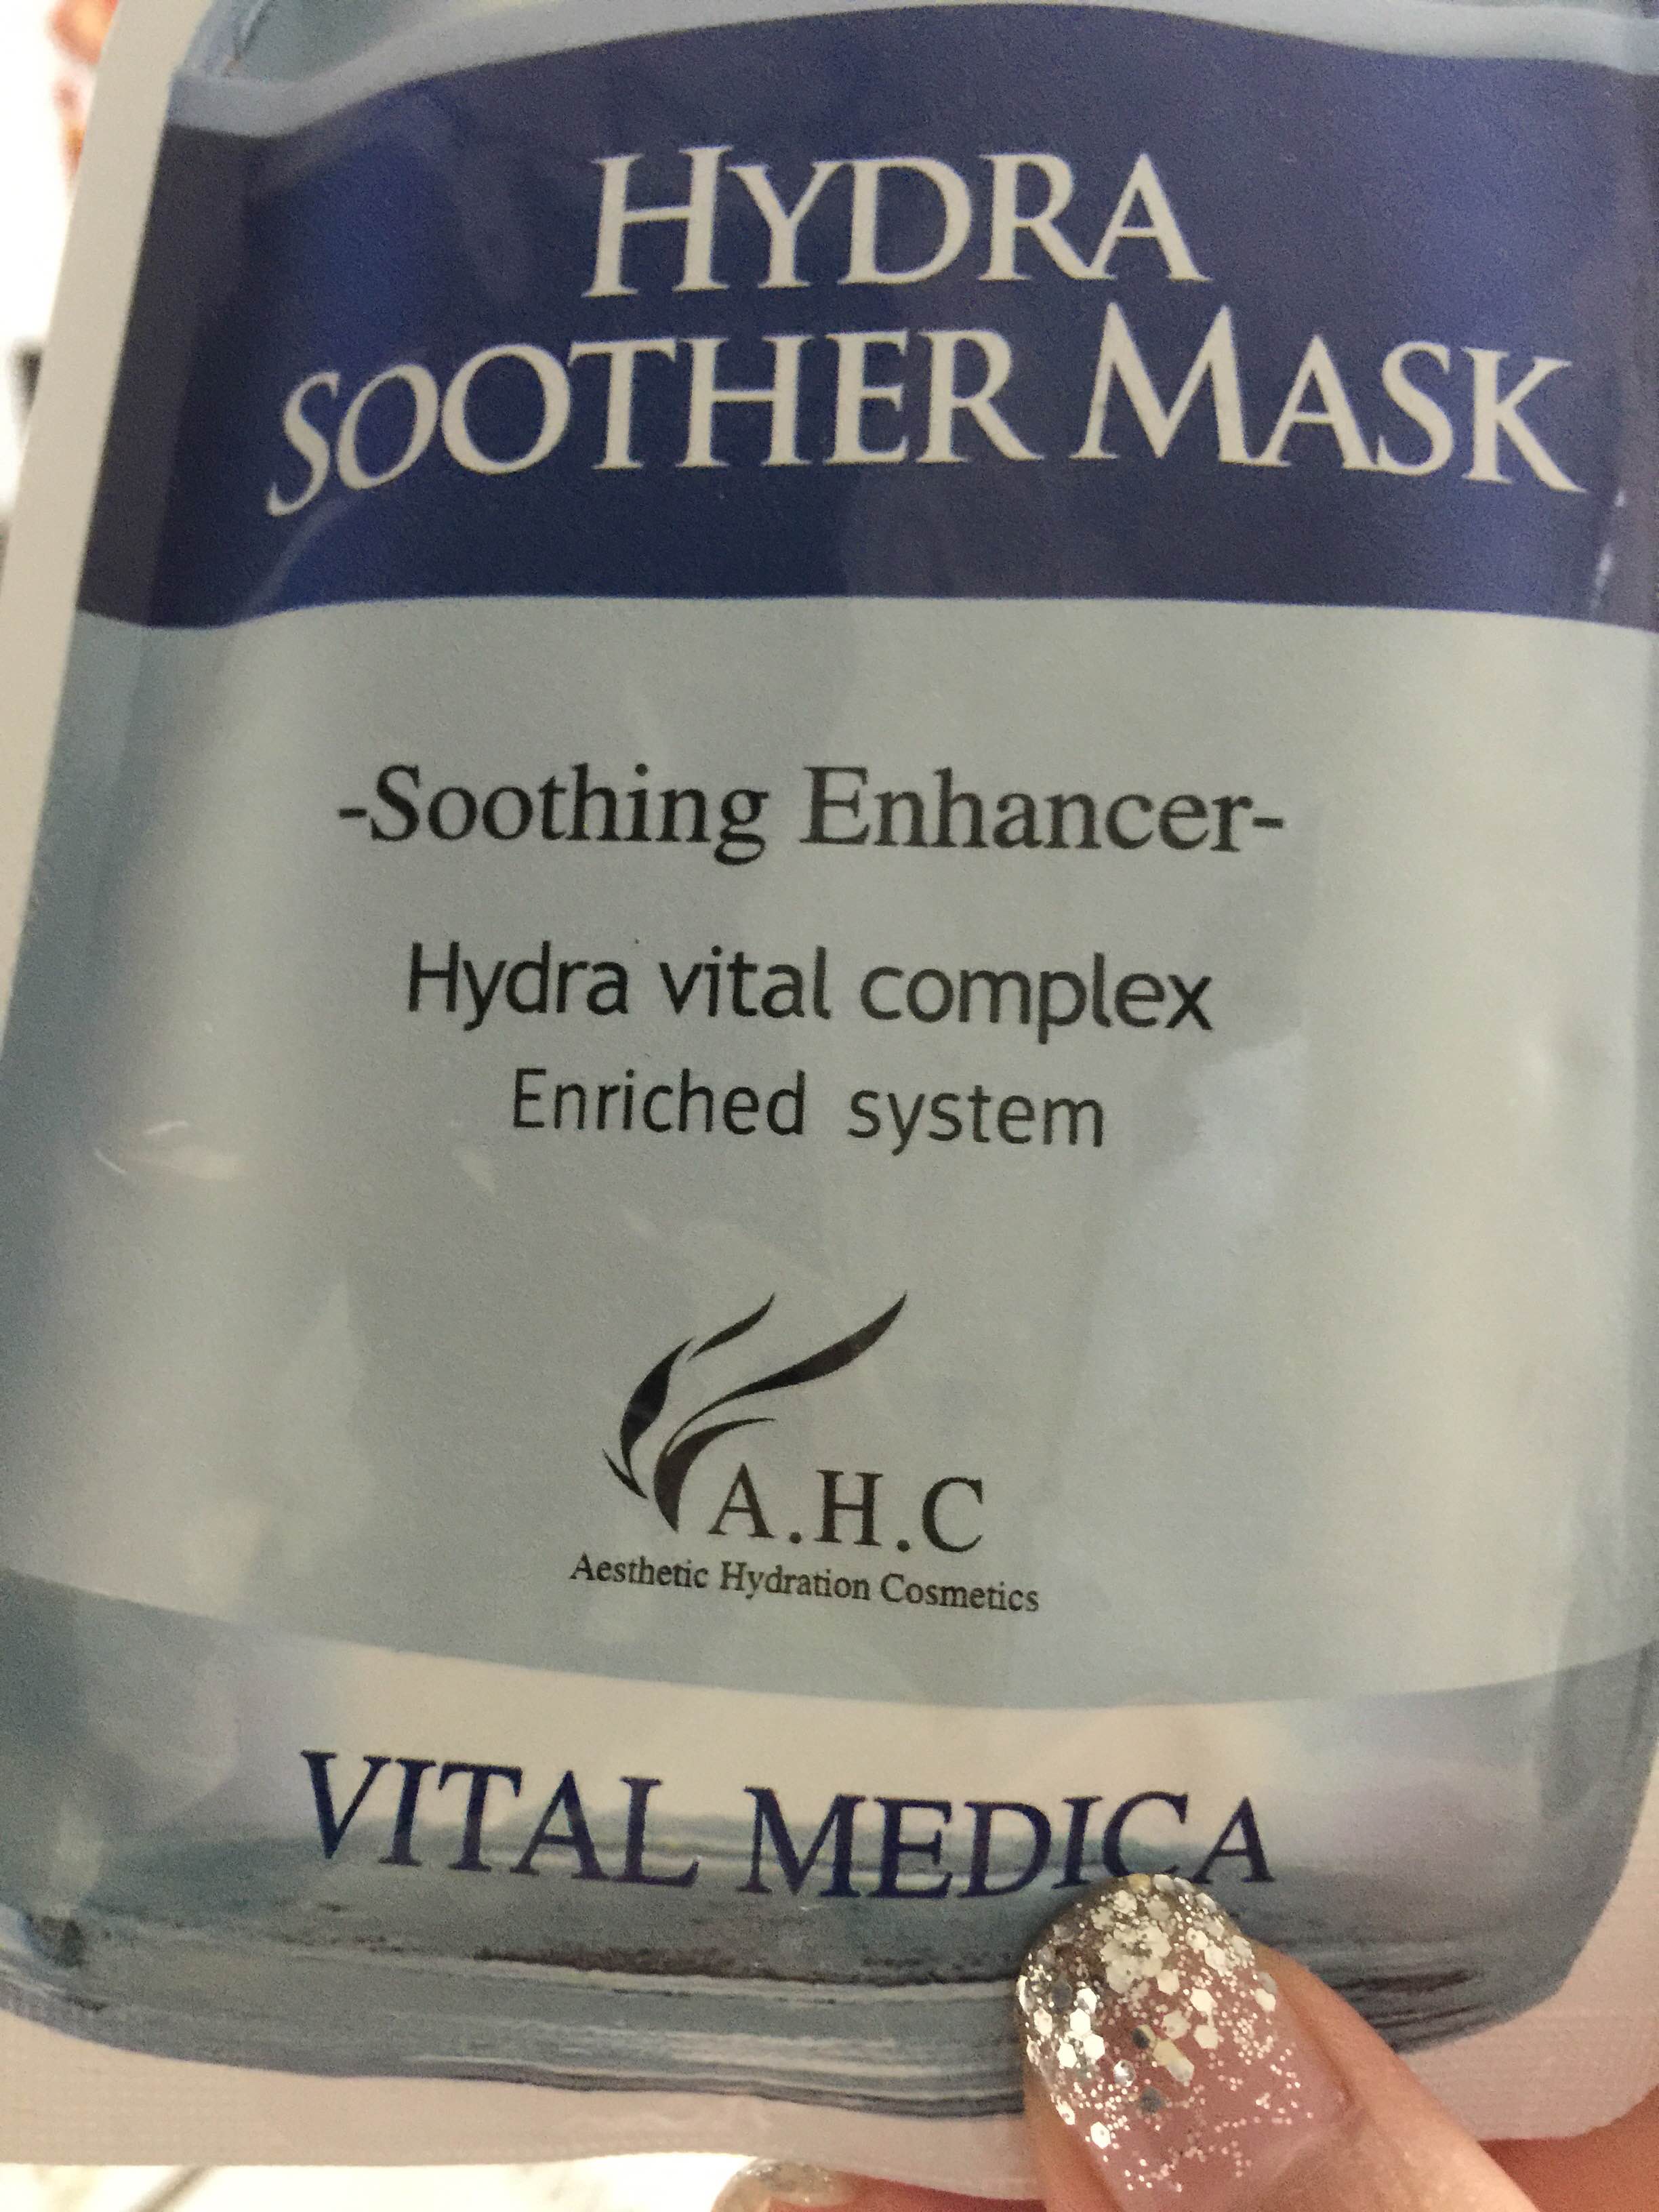 HYDRA
SOOTHER MASK
-Soothing Enhancer-
Hydra vital complex
Enriched system
A.H.C
Aesthetic Hydration Cosmetics
VITAL MEDICA